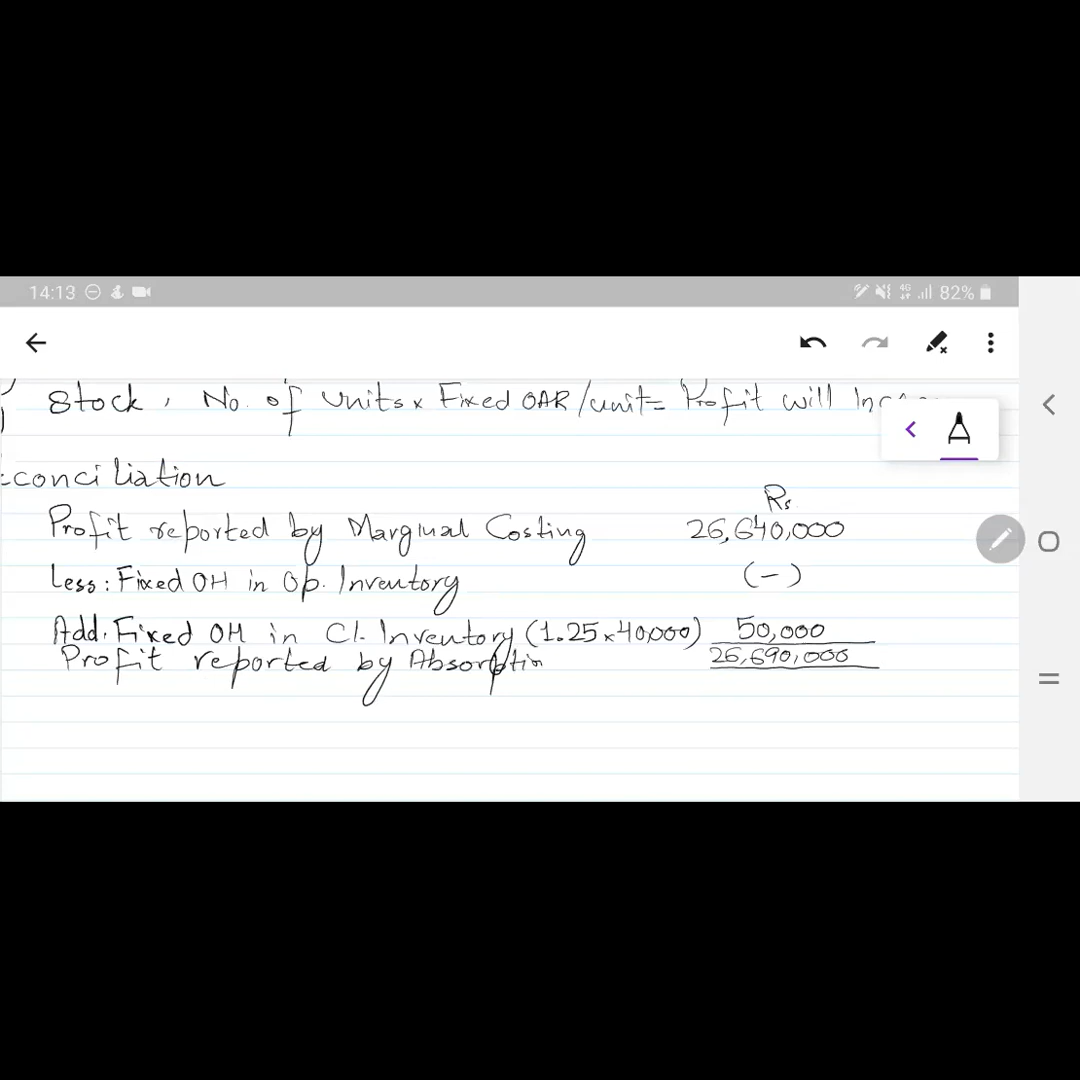 14:13 4G 82%
Stock, No. of units x Fixed OAR/unit = Profit will
conciliation
Rs.
Profit reported by Marginal Costing 26,640,000
Less: Fixed OH in Op. Inventory (-)
Add. Fixed OH in Cl. Inventory (1.25x40,000) 50,000
Profit reported by Absorption 26,690,000